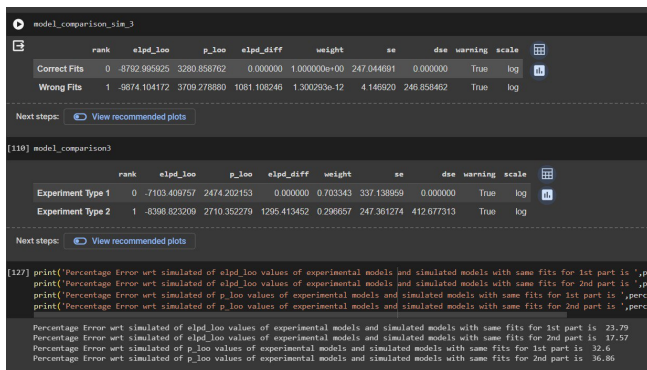 model_comparison_sim_3
rank elpd_loo p_loo elpd_diff weight se dse warning scale
Correct Fits 0 -8792.995925 3280.858762 0.000000 1.000000e+00 247.044691 0.000000 True log
Wrong Fits 1 -9874.104172 3709.278880 1081.108246 1.300293e-12 4.146920 246.858462 True log
Next steps: View recommended plots
[110] model_comparison3
rank elpd_loo p_loo elpd_diff weight se dse warning scale
Experiment Type 1 0 -7103.409757 2474.202153 0.000000 0.703343 337.138959 0.000000 True log
Experiment Type 2 1 -8398.823209 2710.352279 1295.413452 0.296657 247.361274 412.677313 True log
Next steps: View recommended plots
[127] print('Percentage Error wrt simulated of elpd_loo values of experimental models and simulated models with same fits for 1st part is ',p
print('Percentage Error wrt simulated of elpd_loo values of experimental models and simulated models with same fits for 2nd part is ',p
print('Percentage Error wrt simulated of p_loo values of experimental models and simulated models with same fits for 1st part is ',perc
print('Percentage Error wrt simulated of p_loo values of experimental models and simulated models with same fits for 2nd part is ',perc
Percentage Error wrt simulated of elpd_loo values of experimental models and simulated models with same fits for 1st part is 23.79
Percentage Error wrt simulated of elpd_loo values of experimental models and simulated models with same fits for 2nd part is 17.57
Percentage Error wrt simulated of p_loo values of experimental models and simulated models with same fits for 1st part is 32.6
Percentage Error wrt simulated of p_loo values of experimental models and simulated models with same fits for 2nd part is 36.86